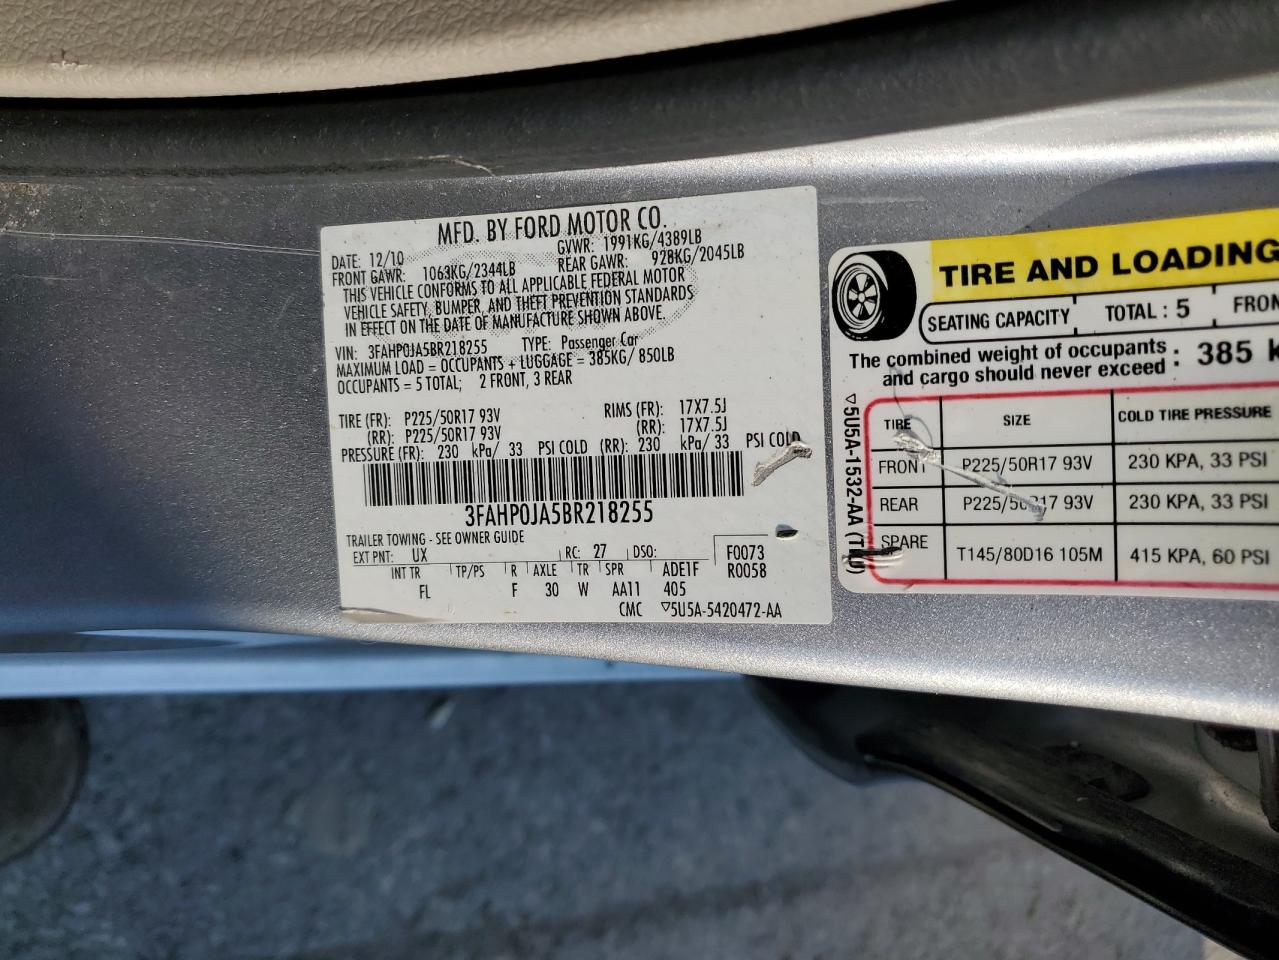 MFD. BY FORD MOTOR CO.
DATE: 12/10 GVWR: 1991KG/4389LB
FRONT GAWR: 1063KG/2344LB REAR GAWR: 928KG/2045LB
THIS VEHICLE CONFORMS TO ALL APPLICABLE FEDERAL MOTOR
VEHICLE SAFETY, BUMPER, AND THEFT PREVENTION STANDARDS
IN EFFECT ON THE DATE OF MANUFACTURE SHOWN ABOVE.
VIN: 3FAHP0JA5BR218255 TYPE: Passenger Car
MAXIMUM LOAD = OCCUPANTS + LUGGAGE = 385KG/850LB
OCCUPANTS = 5 TOTAL; 2 FRONT, 3 REAR
TIRE (FR): P225/50R17 93V RIMS (FR): 17X7.5J
(RR): P225/50R17 93V (RR): 17X7.5J
PRESSURE (FR): 230 kPa/ 33 PSI COLD (RR): 230 kPa/ 33 PSI COLD
3FAHP0JA5BR218255
TRAILER TOWING - SEE OWNER GUIDE
EXT PNT: UX RC: 27 DSO: F0073
INT TR TP/PS R AXLE TR SPR ADE1F R0058
FL F 30 W AA11 405
CMC ▽5U5A-5420472-AA
TIRE AND LOADING
SEATING CAPACITY TOTAL : 5 FRON
The combined weight of occupants
and cargo should never exceed : 385 K
▽5U5A-1532-AA (TKU)
TIRE SIZE COLD TIRE PRESSURE
FRONT P225/50R17 93V 230 KPA, 33 PSI
REAR P225/50R17 93V 230 KPA, 33 PSI
SPARE T145/80D16 105M 415 KPA, 60 PSI